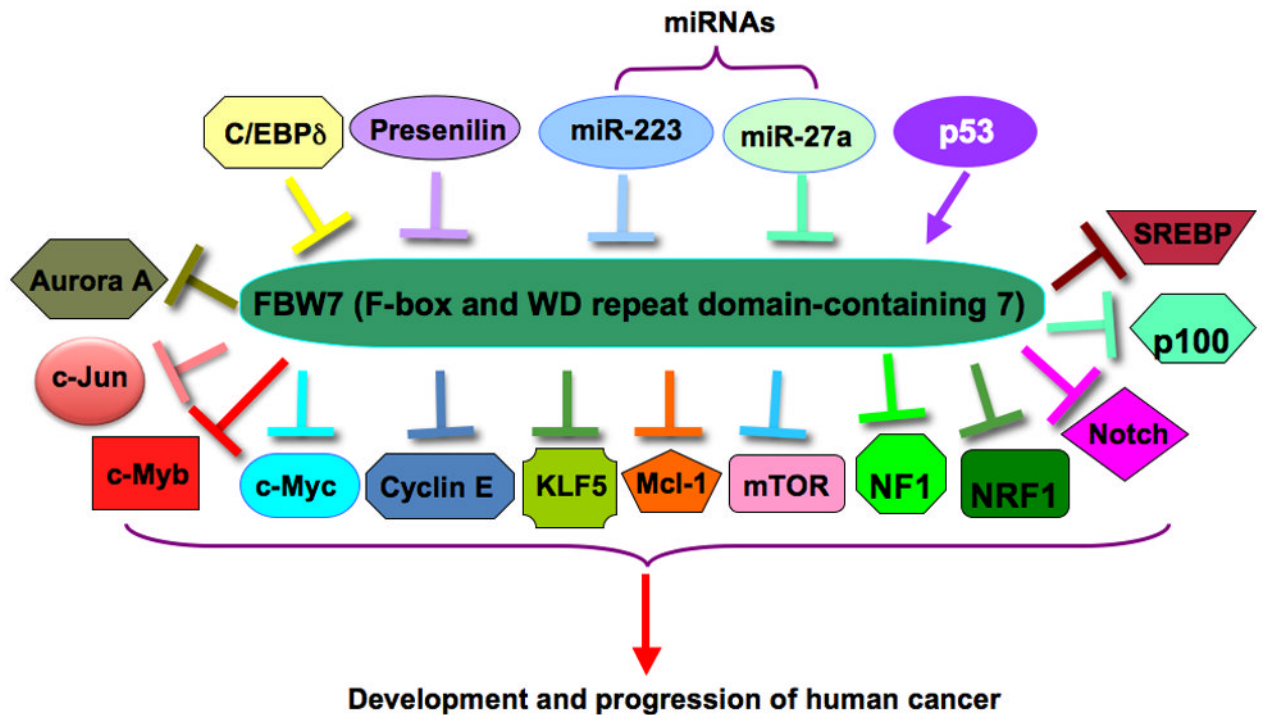 miRNAs
C/EBPδ
Presenilin
miR-223
miR-27a
p53
SREBP
Aurora A
FBW7 (F-box and WD repeat domain-containing 7)
p100
c-Jun
Notch
c-Myb
c-Myc
Cyclin E
KLF5
Mcl-1
mTOR
NF1
NRF1
Development and progression of human cancer